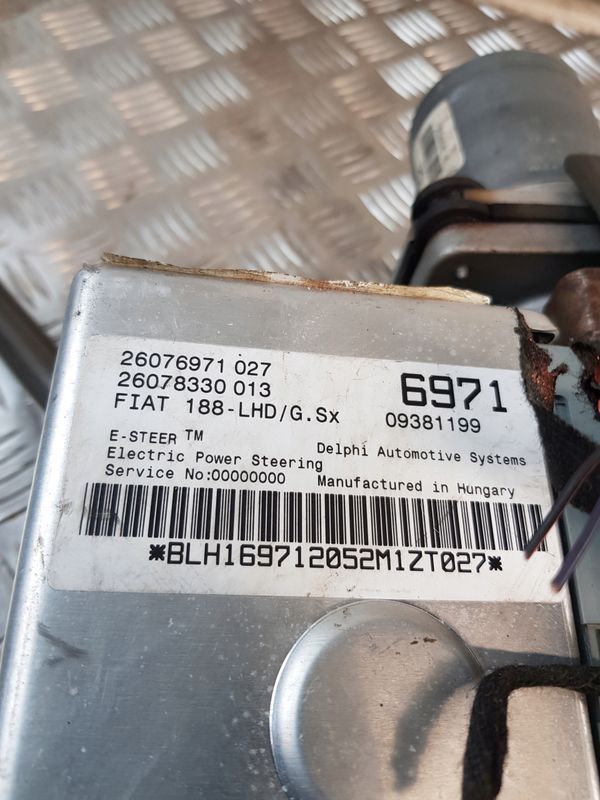 26076971 027
26078330 013
FIAT 188-LHD/G.Sx
6971
09381199
E-STEER ™
Electric Power Steering
Service No:00000000
Delphi Automotive Systems
Manufactured in Hungary
*BLH169712052M1ZT027*